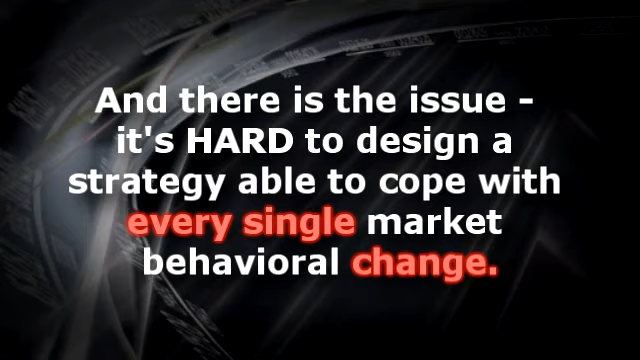 And there is the issue -
it's HARD to design a
strategy able to cope with
every single market
behavioral change.